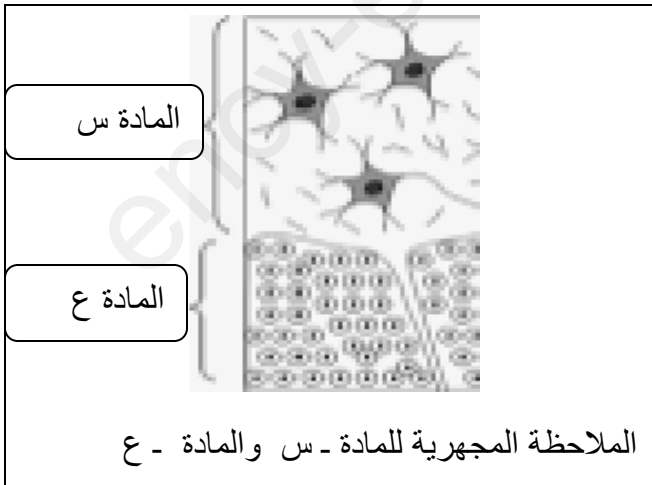 المادة س
المادة ع
الملاحظة المجهرية للمادة ـ س والمادة ـ ع